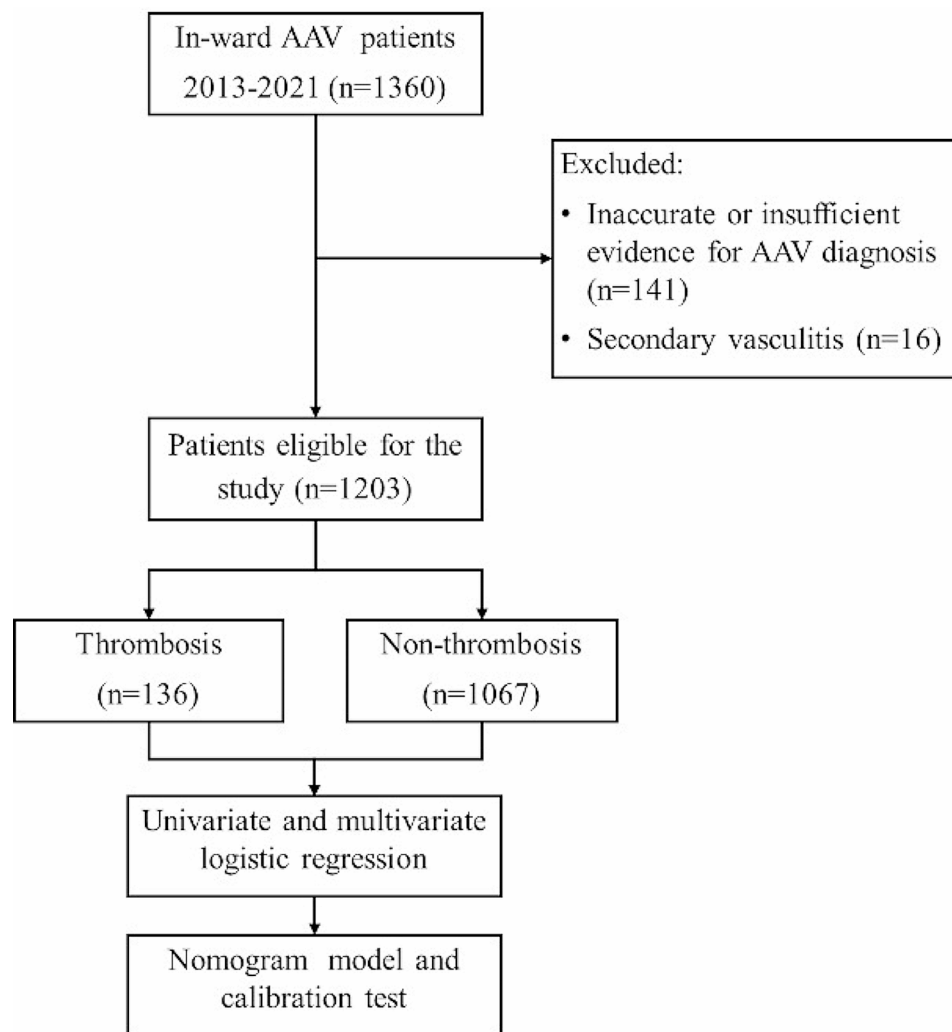 In-ward AAV patients
2013-2021 (n=1360)
Excluded:
• Inaccurate or insufficient
evidence for AAV diagnosis
(n=141)
• Secondary vasculitis (n=16)
Patients eligible for the
study (n=1203)
Thrombosis
(n=136)
Non-thrombosis
(n=1067)
Univariate and multivariate
logistic regression
Nomogram model and
calibration test